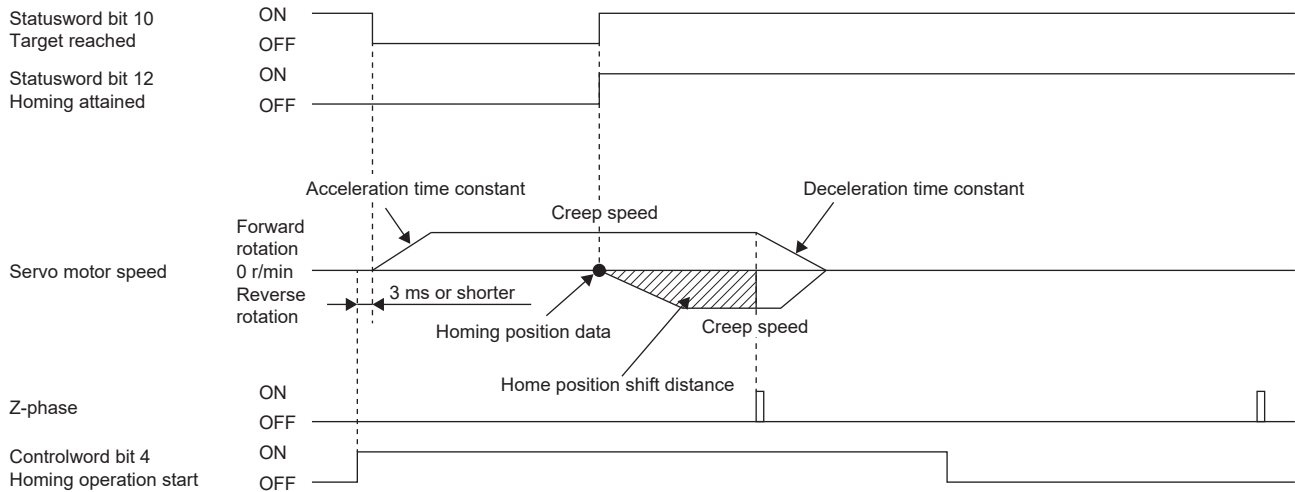 Statusword bit 10
Target reached
ON
OFF
Statusword bit 12
Homing attained
ON
OFF
Acceleration time constant
Deceleration time constant
Creep speed
Forward
rotation
Servo motor speed
0 r/min
Reverse
rotation
3 ms or shorter
Homing position data
Creep speed
Home position shift distance
Z-phase
ON
OFF
Controlword bit 4
Homing operation start
ON
OFF